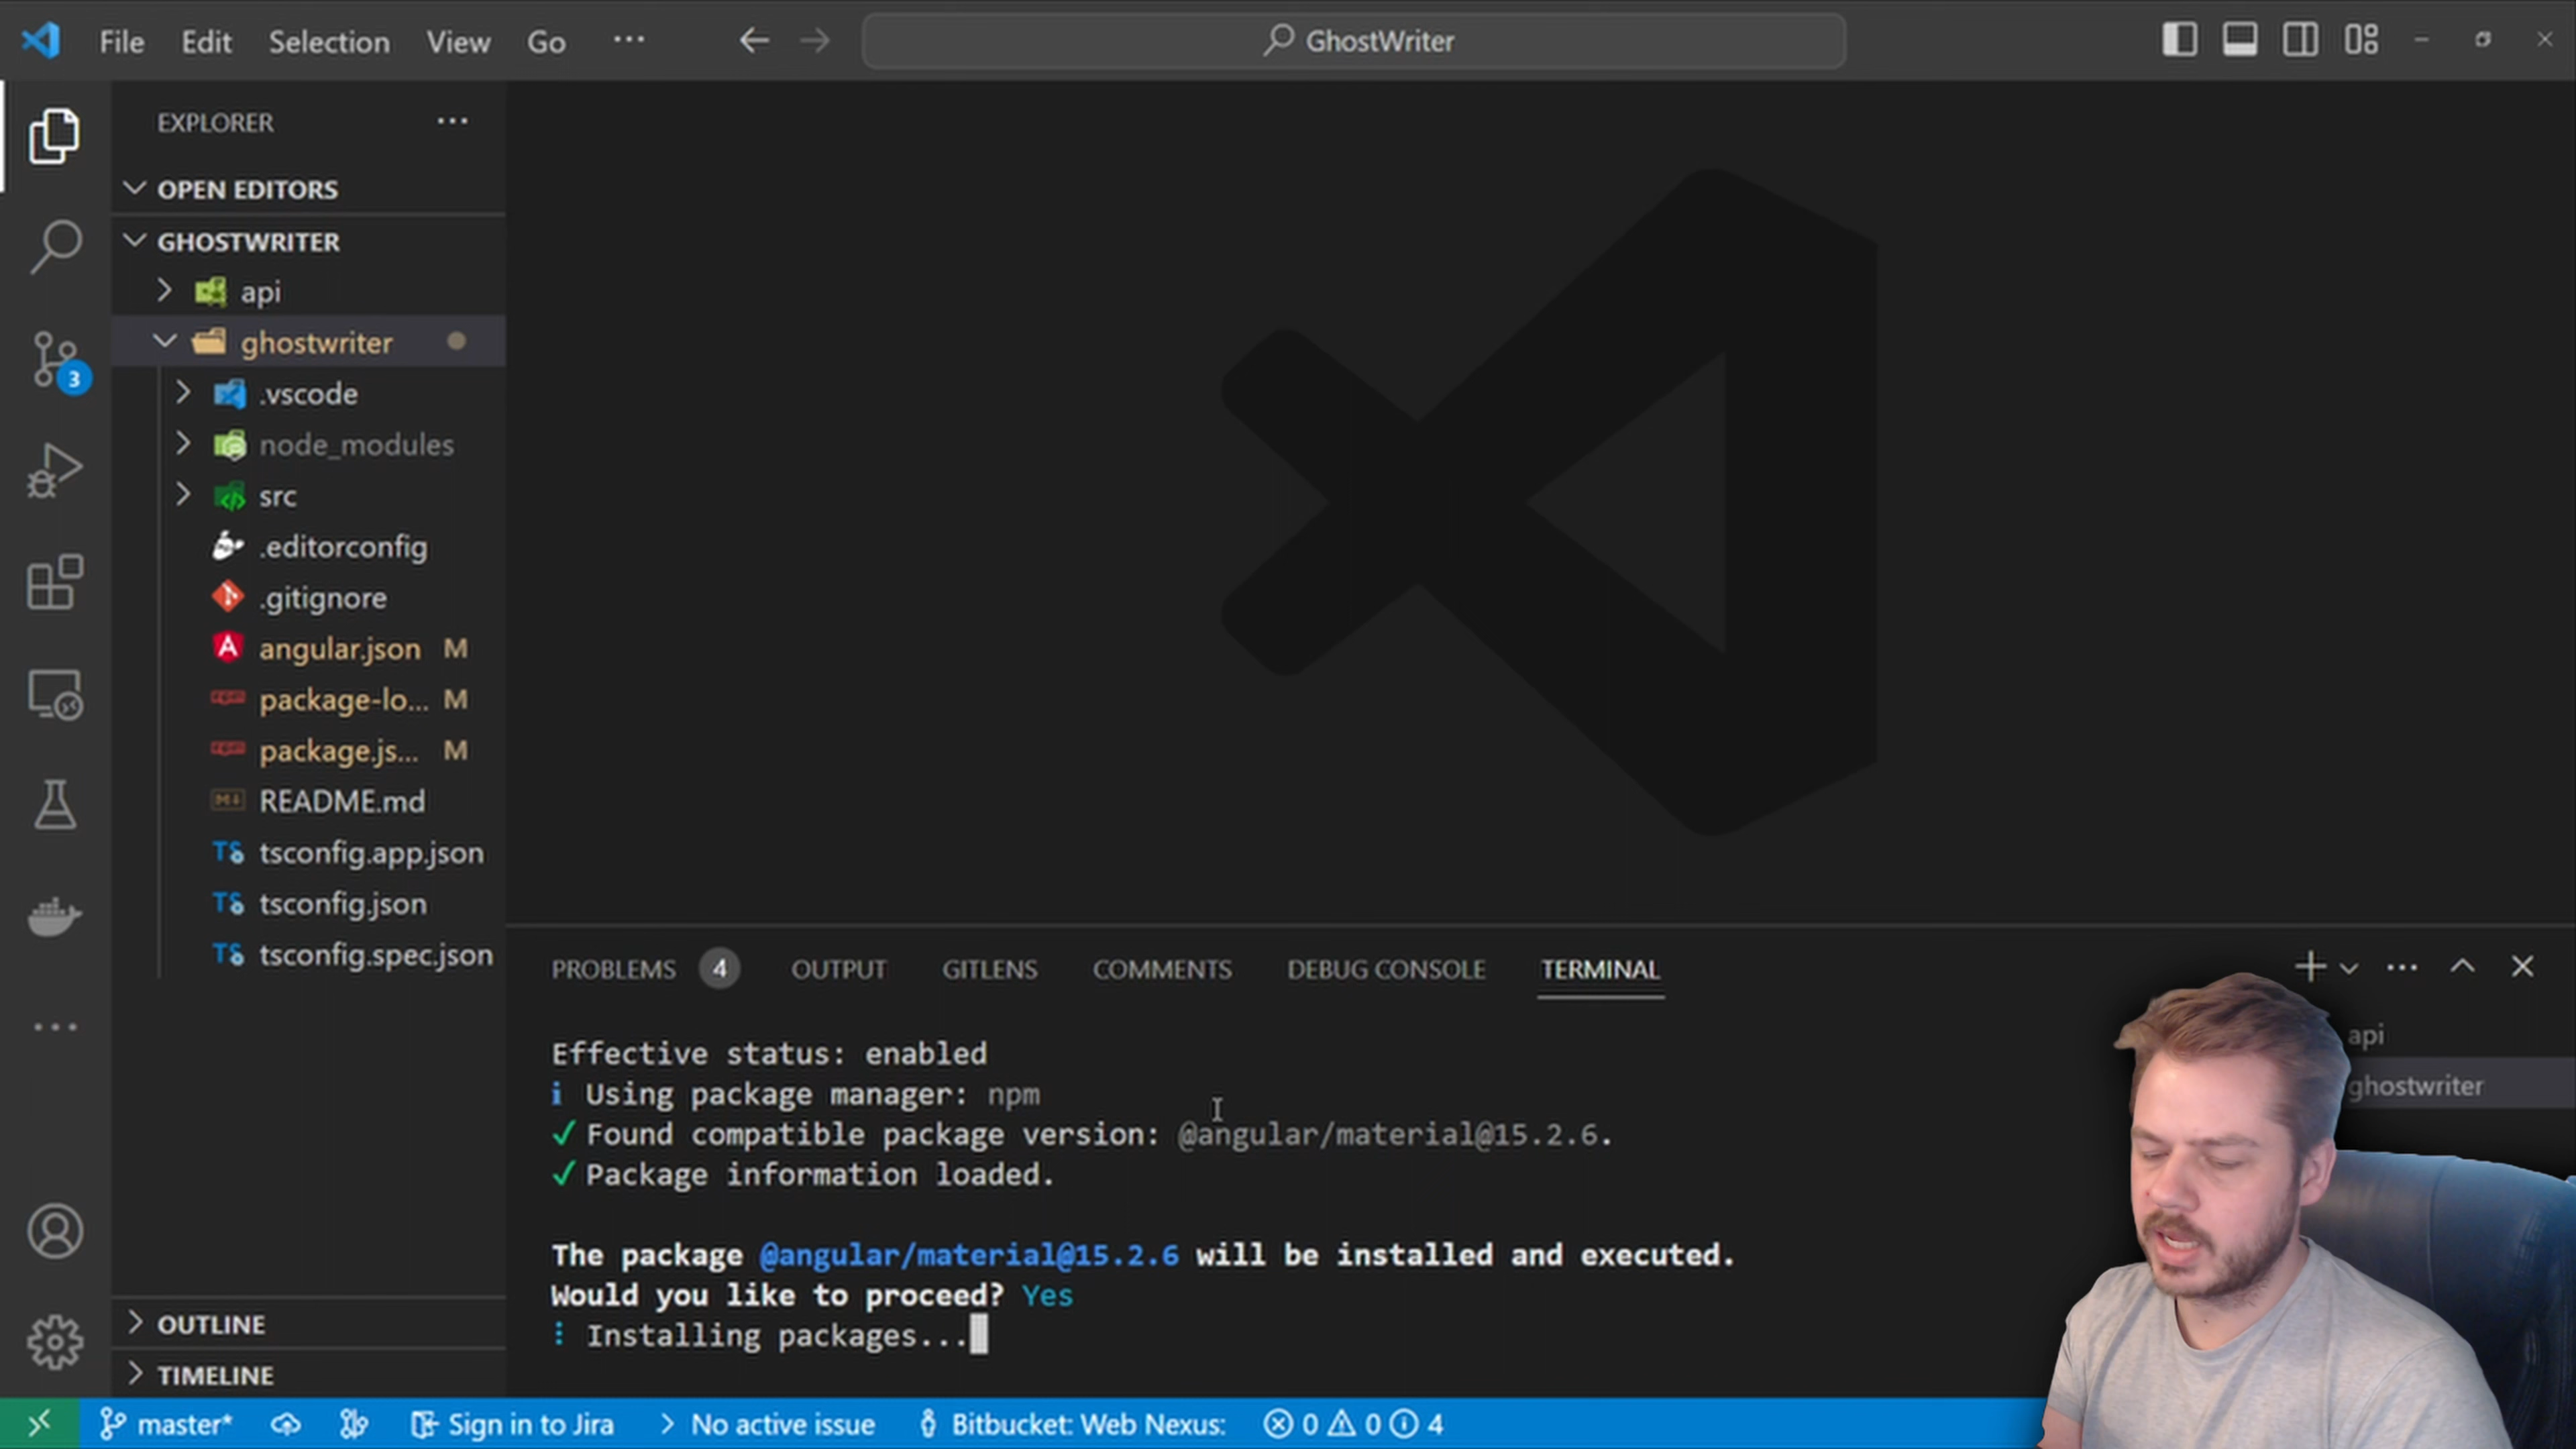 File Edit Selection View Go ···
GhostWriter
EXPLORER
OPEN EDITORS
GHOSTWRITER
api
ghostwriter
.vscode
node_modules
src
.editorconfig
.gitignore
angular.json M
package-lo... M
package.js... M
README.md
tsconfig.app.json
tsconfig.json
tsconfig.spec.json
OUTLINE
TIMELINE
3
PROBLEMS 4 OUTPUT GITLENS COMMENTS DEBUG CONSOLE TERMINAL
Effective status: enabled
i Using package manager: npm
✓ Found compatible package version: @angular/material@15.2.6.
✓ Package information loaded.
The package @angular/material@15.2.6 will be installed and executed.
Would you like to proceed? Yes
Installing packages...
api
ghostwriter
master* Sign in to Jira No active issue Bitbucket: Web Nexus: 0 0 4